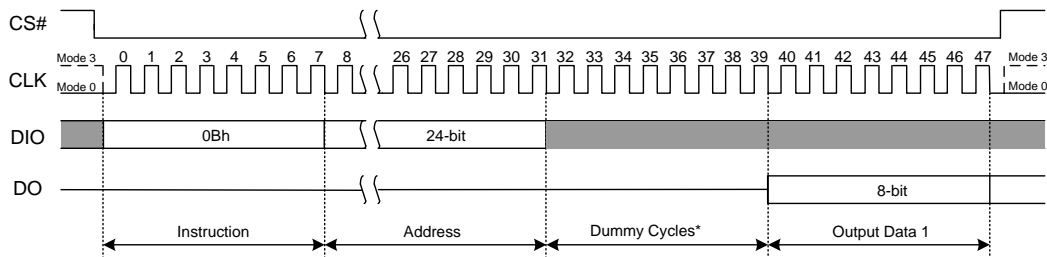 CS#
Mode 3 0 1 2 3 4 5 6 7 8 26 27 28 29 30 31 32 33 34 35 36 37 38 39 40 41 42 43 44 45 46 47 Mode 3
CLK
Mode 0 Mode 0
DIO 0Bh 24-bit
DO 8-bit
Instruction Address Dummy Cycles* Output Data 1